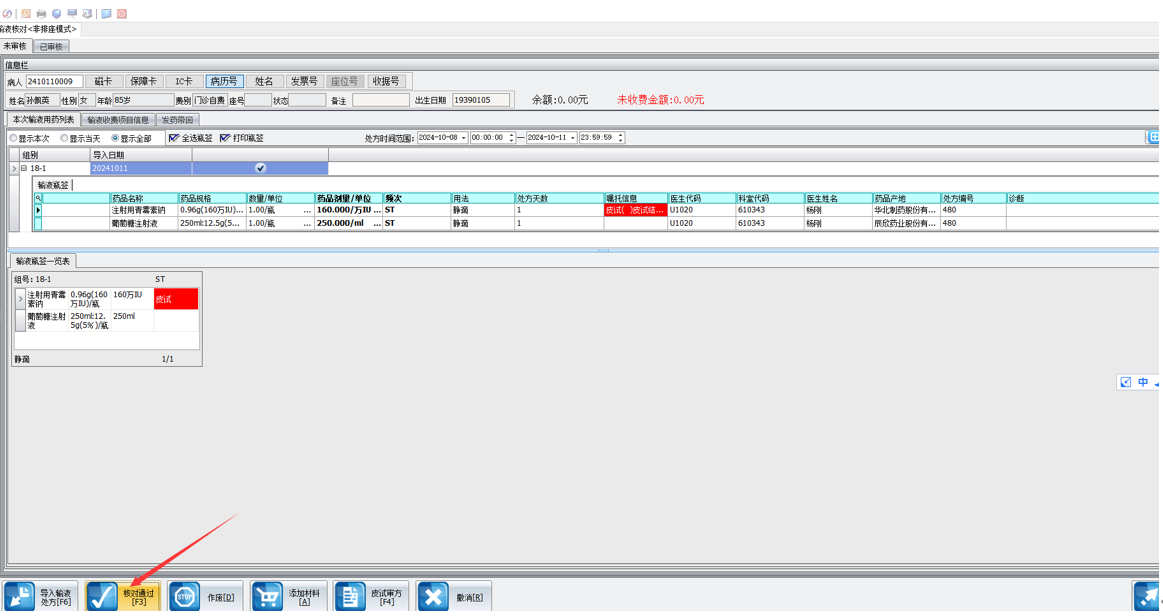 输液核对<非排座模式>
未审核 已审核
信息栏
病人 2410110009 磁卡 保障卡 IC卡 病历号 姓名 发票号 座位号 收据号
姓名 孙佩英 性别 女 年龄 85岁 费别 门诊自费 座号 状态 备注 出生日期 19390105 余额:0.00元 未收费金额:0.00元
本次输液用药列表 输液收费项目信息 发药带回
显示本次 显示当天 显示全部 全选瓶签 打印瓶签 处方时间范围: 2024-10-08 00:00:00 — 2024-10-11 23:59:59
组别 导入日期
18-1 20241011
输液瓶签
药品名称 药品规格 数量/单位 药品剂量/单位 频次 用法 处方天数 嘱托信息 医生代码 科室代码 医生姓名 药品产地 处方编号 诊断
注射用青霉素钠 0.96g(160万IU)... 1.00/瓶 ... 160.000/万IU ... ST 静滴 1 皮试( )皮试结... U1020 610343 杨刚 华北制药股份有... 480
葡萄糖注射液 250ml:12.5g(5... 1.00/瓶 ... 250.000/ml ... ST 静滴 1 U1020 610343 杨刚 辰欣药业股份有... 480
输液瓶签一览表
组号: 18-1 ST
注射用青霉素钠 0.96g(160万IU)/瓶 160万IU 皮试
葡萄糖注射液 250ml:12.5g(5%)/瓶 250ml
静滴 1/1
中
导入输液处方[F6] 核对通过[F3] STOP 作废[D] 添加材料[A] 皮试审方[F4] 撤消[R]